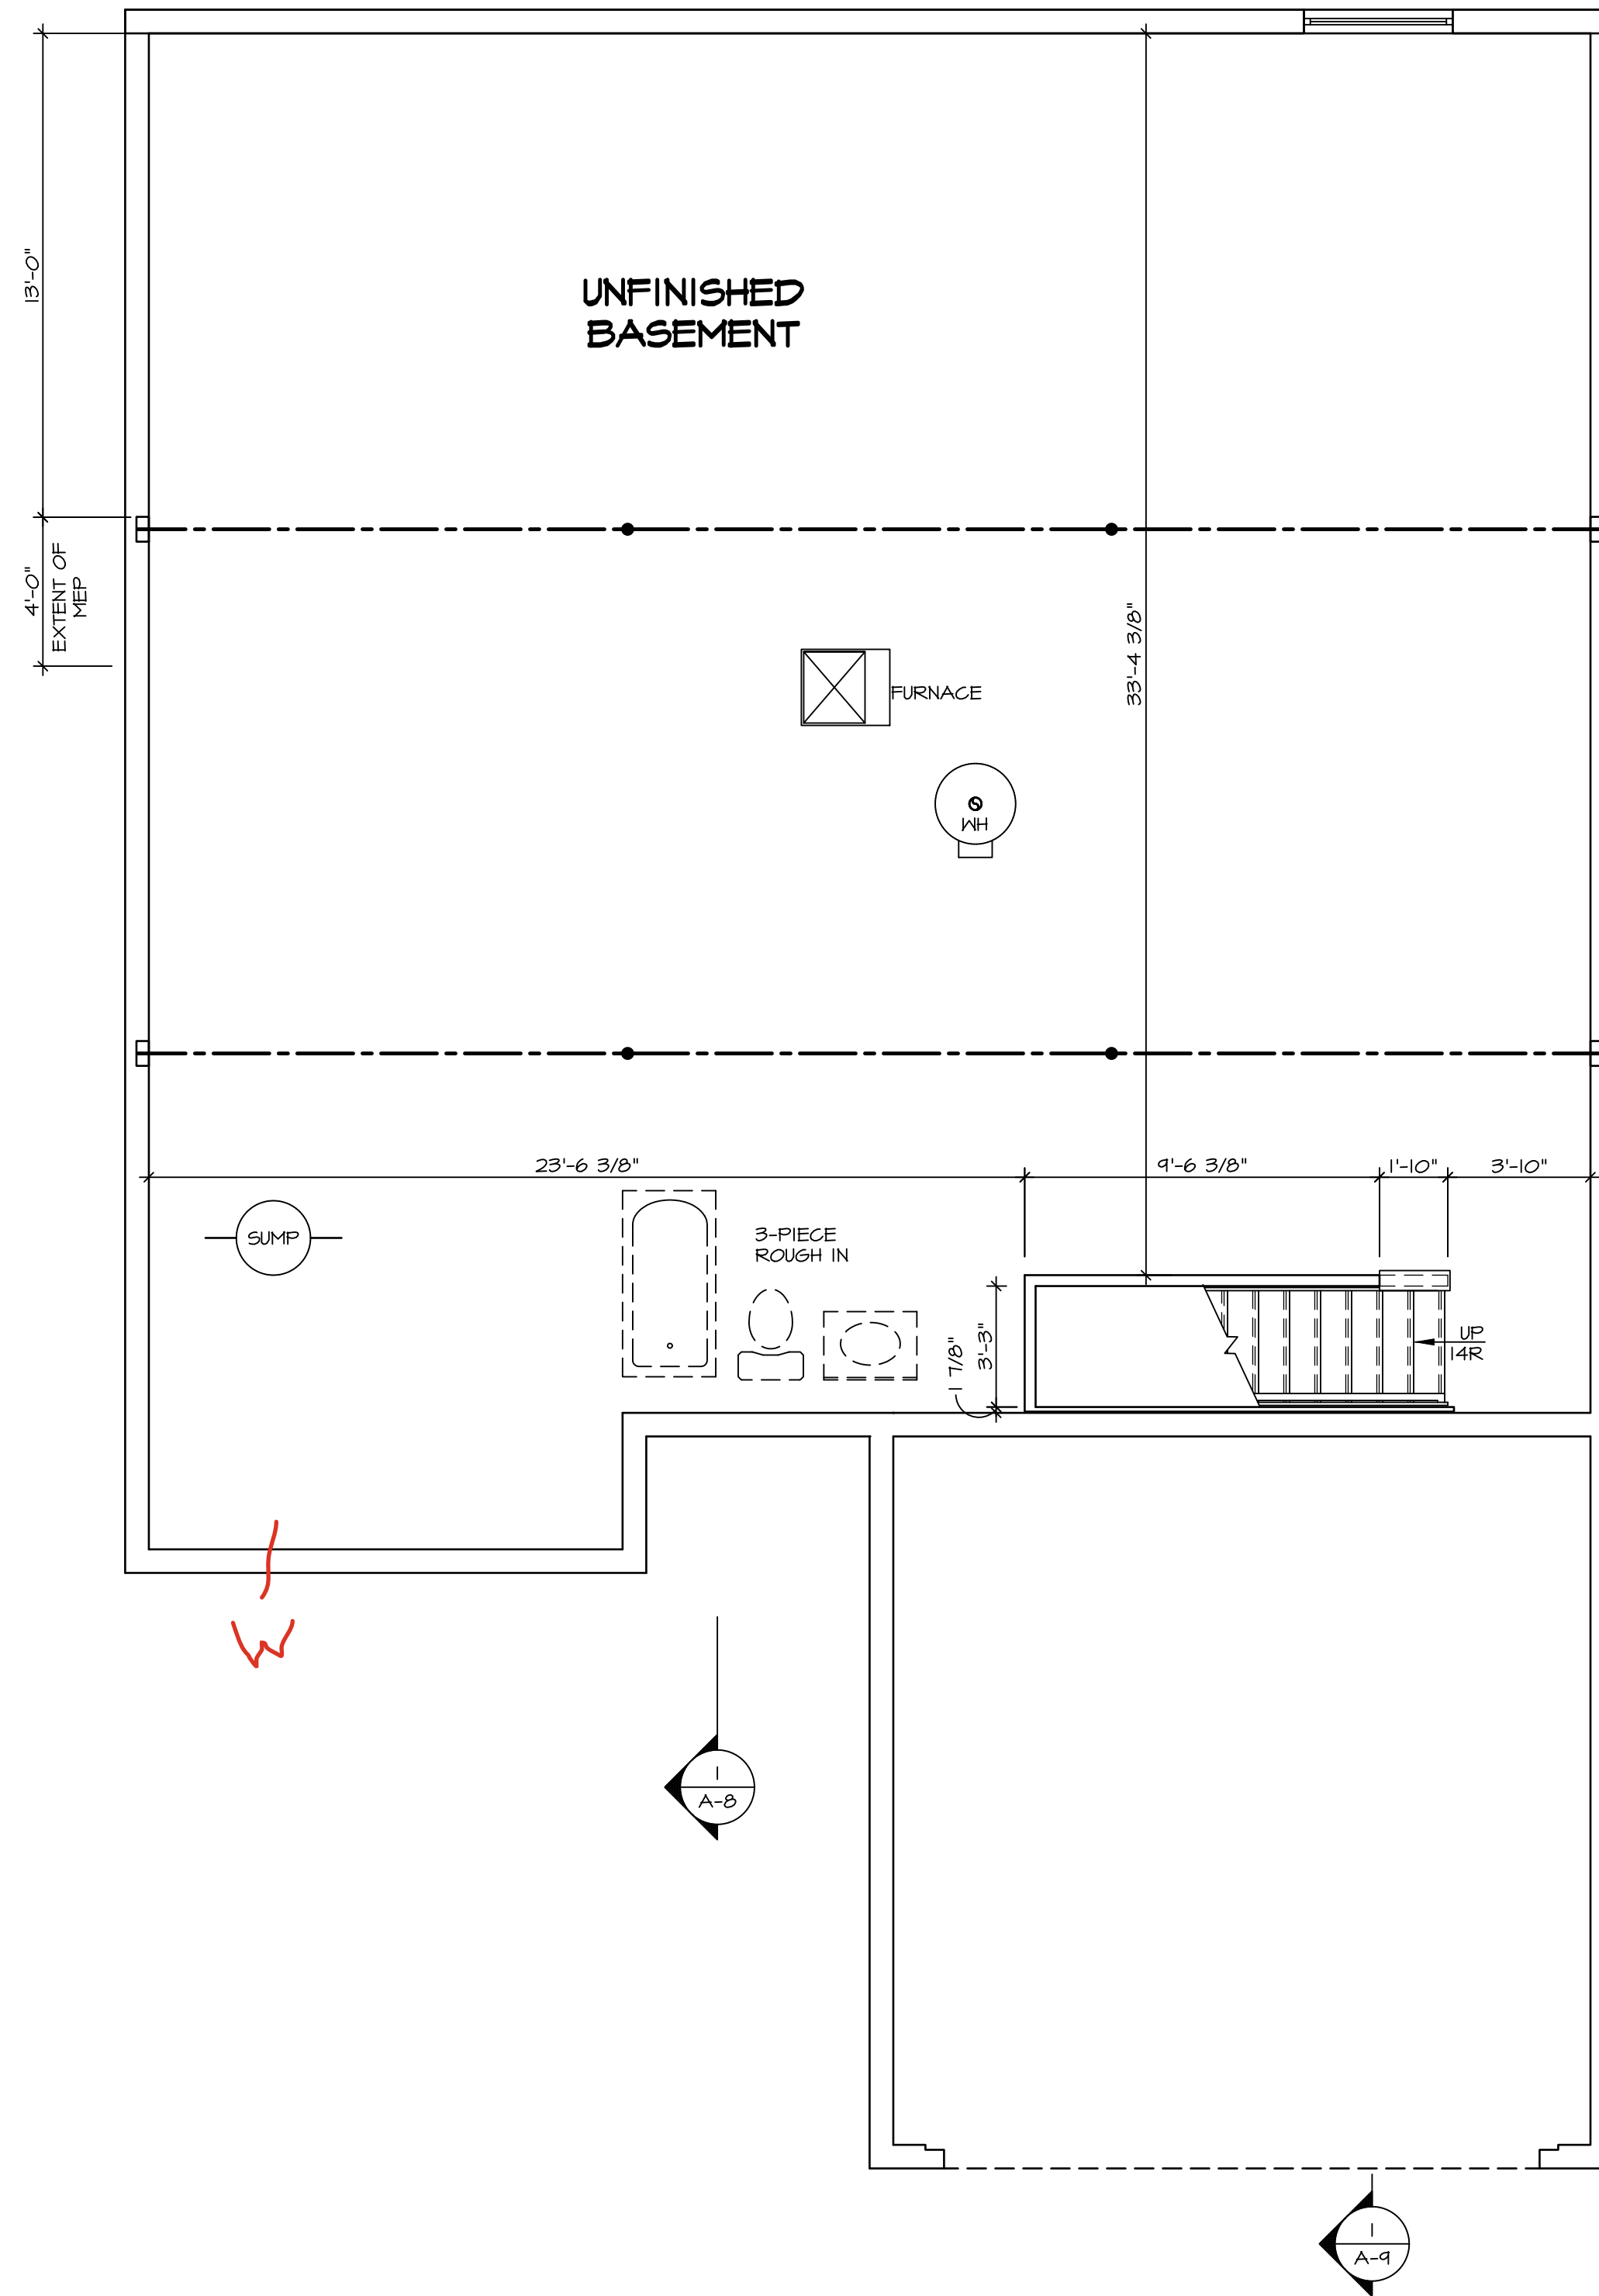 13'-0"
UNFINISHED
BASEMENT
4'-0"
EXTENT OF
MEP
33'-4 3/8"
FURNACE
WH
23'-6 3/8"
9'-6 3/8"
1'-10"
3'-10"
SUMP
3-PIECE
ROUGH IN
1 7/8"
3'-3"
UP
14R
1
A-8
1
A-9